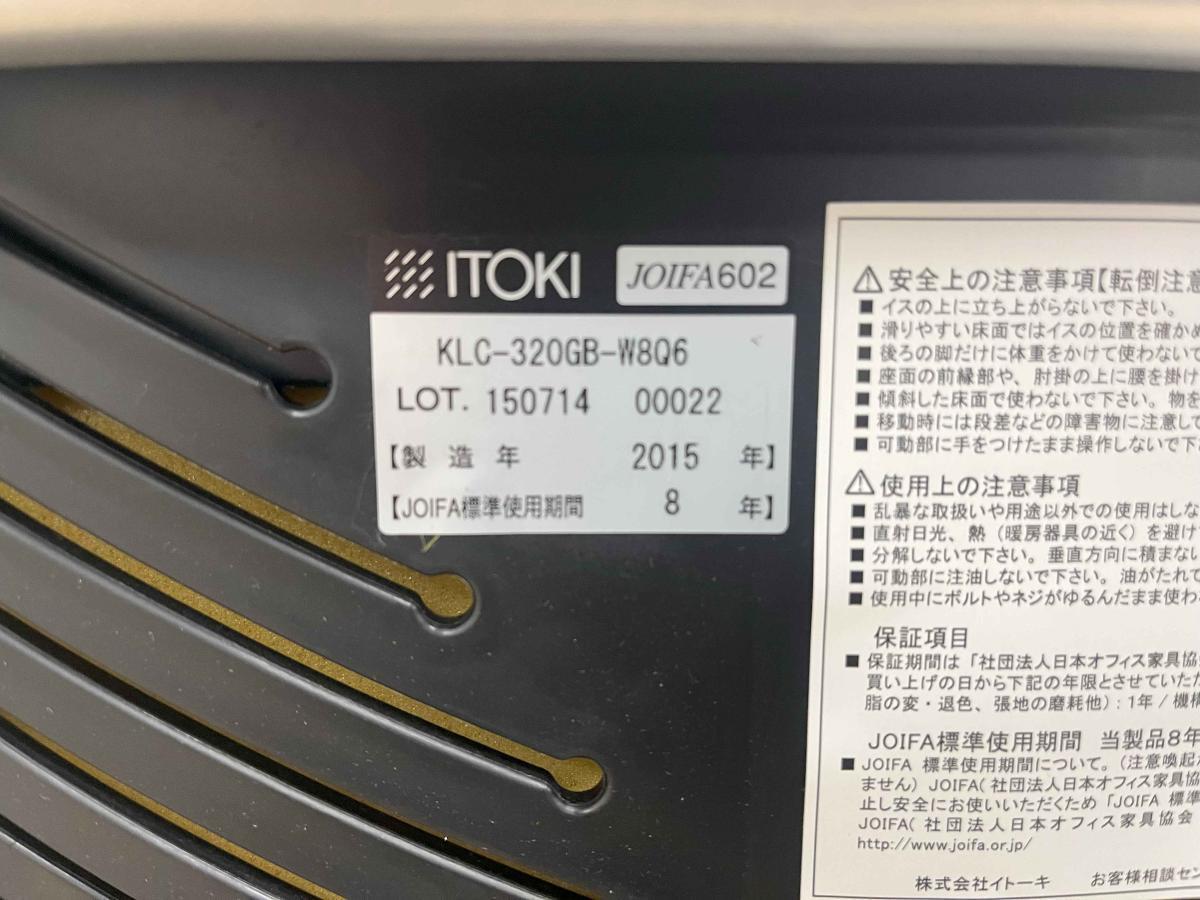 ITOKI
JOIFA602
KLC-320GB-W8Q6
LOT. 150714 00022
【製 造 年 2015 年】
【JOIFA標準使用期間 8 年】
⚠安全上の注意事項【転倒注意
■ イスの上に立ち上がらないで下さい。
■ 滑りやすい床面ではイスの位置を確かめ
■ 後ろの脚だけに体重をかけて使わないで
■ 座面の前縁部や、肘掛の上に腰を掛け
■ 傾斜した床面で使わないで下さい。物を
■ 移動時には段差などの障害物に注意して
■ 可動部に手をつけたまま操作しないで下
⚠使用上の注意事項
■ 乱暴な取扱いや用途以外での使用はしな
■ 直射日光、熱（暖房器具の近く）を避け
■ 分解しないで下さい。垂直方向に積まない
■ 可動部に注油しないで下さい。油がたれて
■ 使用中にボルトやネジがゆるんだまま使わ
保証項目
■ 保証期間は「社団法人日本オフィス家具協
買い上げの日から下記の年限とさせていただ
脂の変・退色、張地の磨耗他）：1年 / 機構
JOIFA標準使用期間 当製品8年
■ JOIFA 標準使用期間について。（注意喚起
ません） JOIFA（社団法人日本オフィス家具協
止し安全にお使いいただくため「JOIFA 標準
JOIFA（社団法人日本オフィス家具協会
http://www.joifa.or.jp/
株式会社イトーキ お客様相談セン